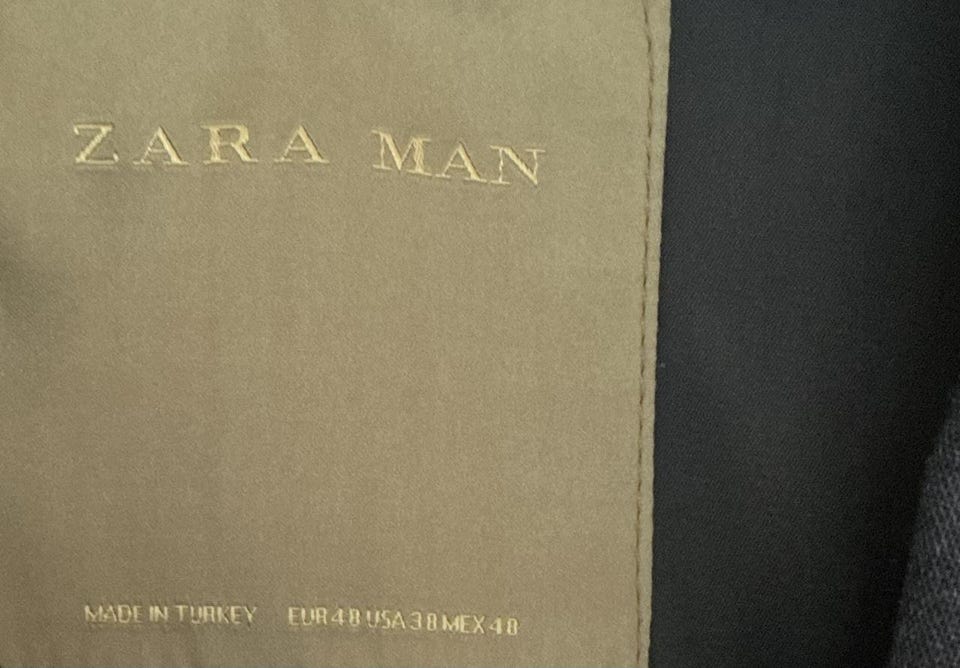 ZARA MAN
MADE IN TURKEY EUR 48 USA 38 MEX 48